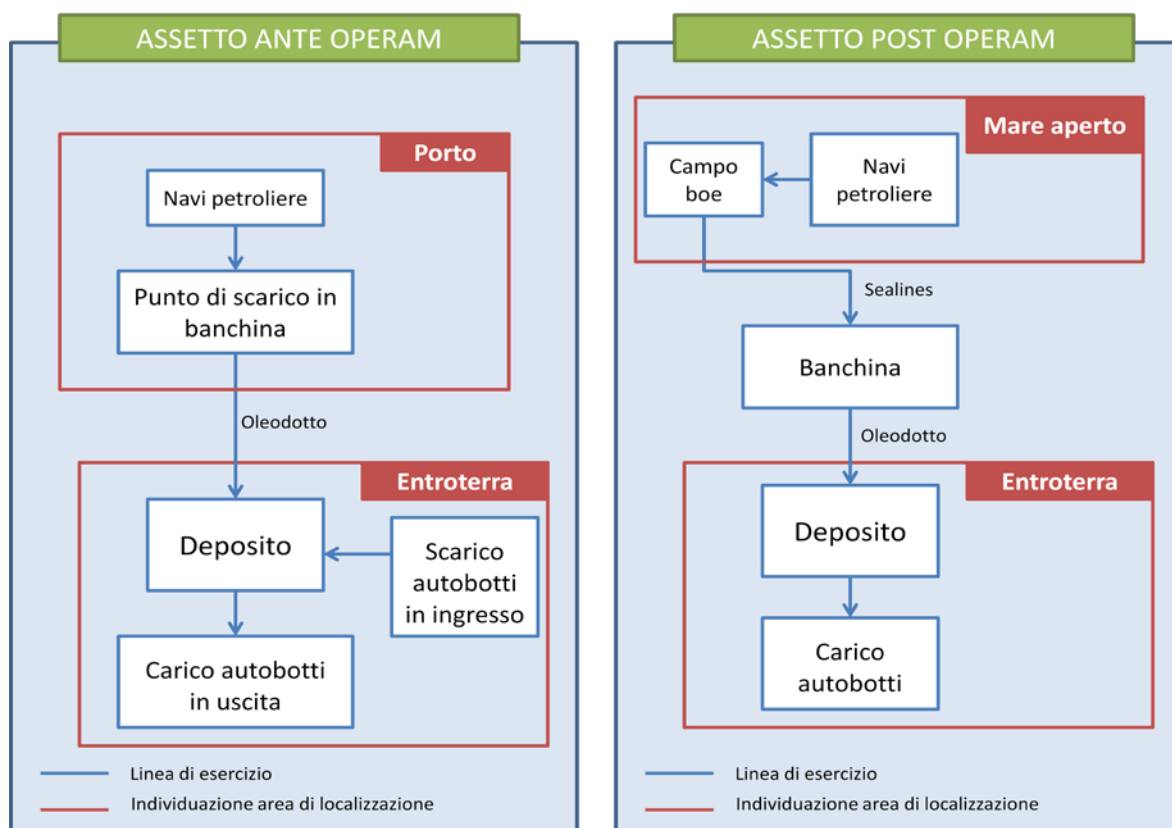 ASSETTO ANTE OPERAM
Porto
Navi petroliere
Punto di scarico in
banchina
Oleodotto
Entroterra
Deposito
Scarico
autobotti
in ingresso
Carico autobotti
in uscita
Linea di esercizio
Individuazione area di localizzazione
ASSETTO POST OPERAM
Mare aperto
Campo
boe
Navi
petroliere
Sealines
Banchina
Oleodotto
Entroterra
Deposito
Carico
autobotti
Linea di esercizio
Individuazione area di localizzazione